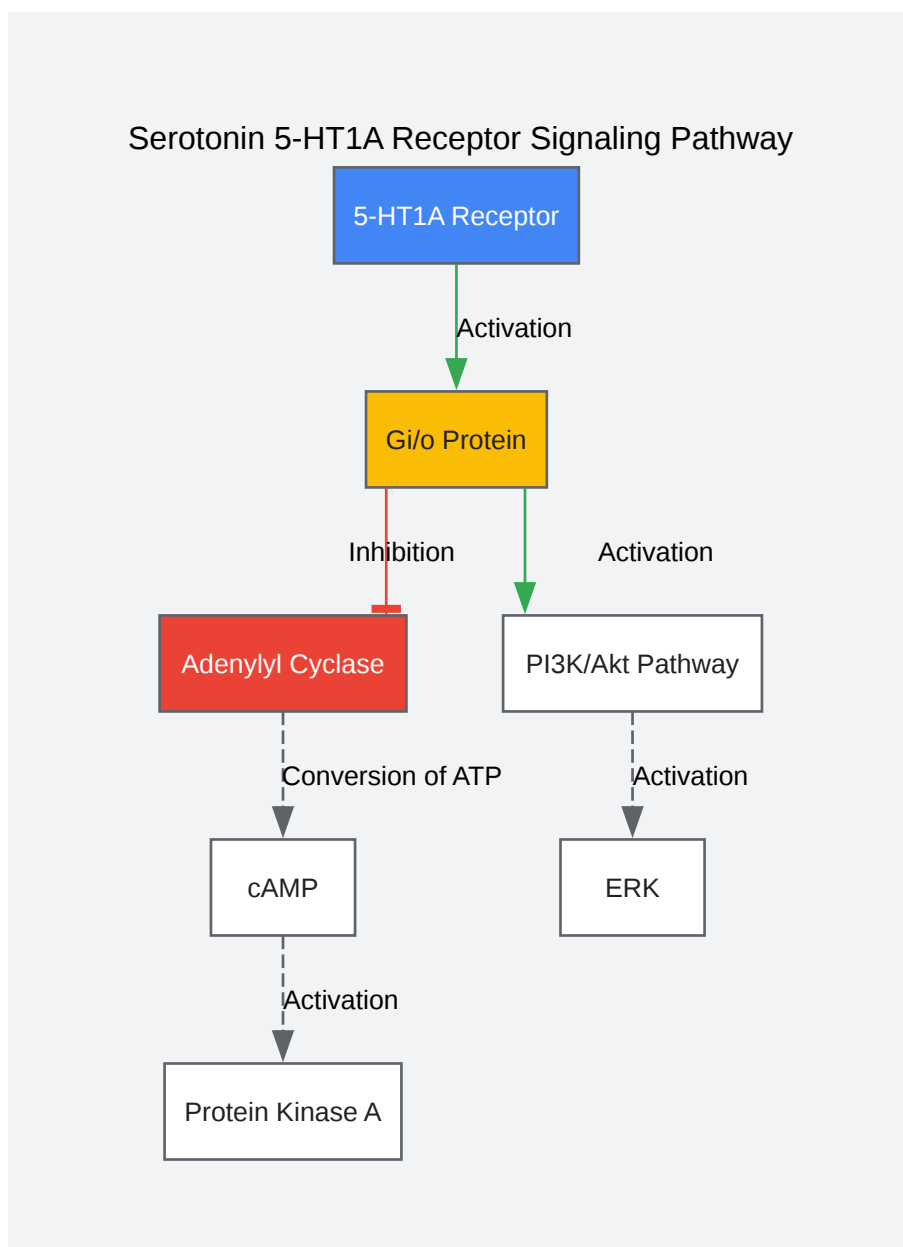 Serotonin 5-HT1A Receptor Signaling Pathway
5-HT1A Receptor
Activation
Gi/o Protein
Inhibition
Activation
Adenylyl Cyclase
PI3K/Akt Pathway
Conversion of ATP
Activation
cAMP
ERK
Activation
Protein Kinase A